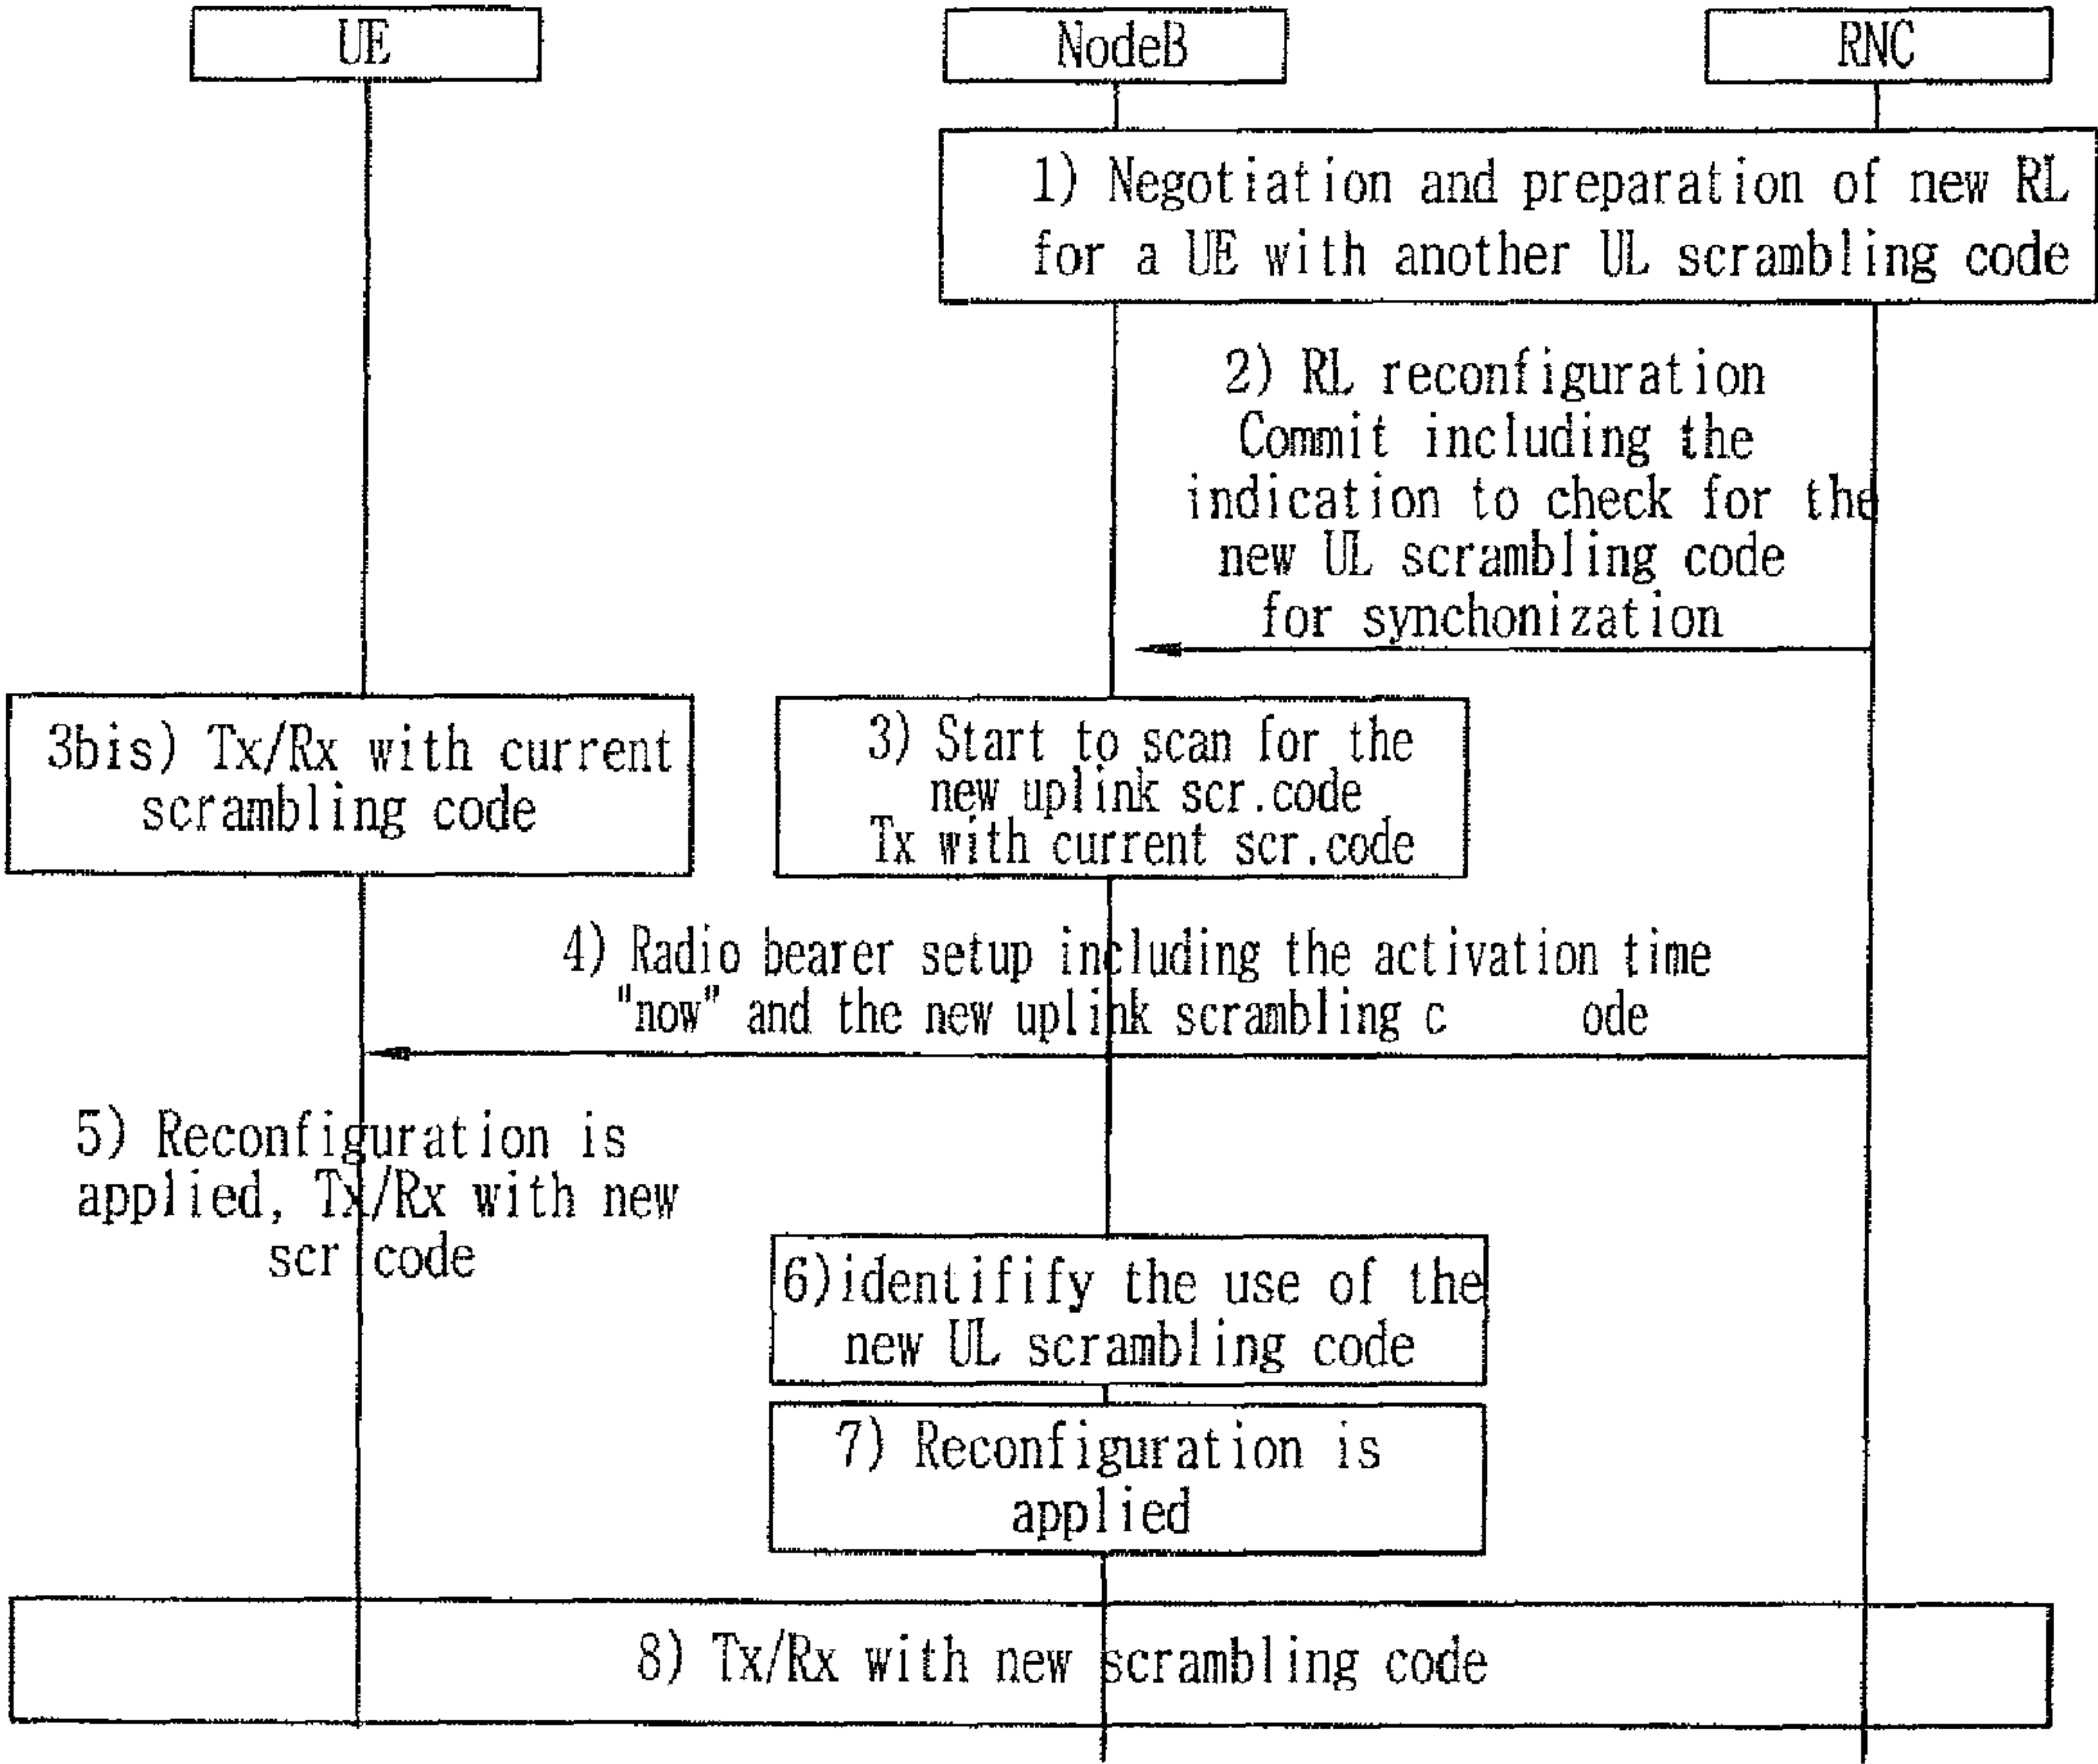 UE
NodeB
RNC
1) Negotiation and preparation of new RL
for a UE with another UL scrambling code
2) RL reconfiguration
Commit including the
indication to check for the
new UL scrambling code
for synchonization
3bis) Tx/Rx with current
scrambling code
3) Start to scan for the
new uplink scr.code
Tx with current scr.code
4) Radio bearer setup including the activation time
"now" and the new uplink scrambling c ode
5) Reconfiguration is
applied, Tx/Rx with new
scr code
6)identifify the use of the
new UL scrambling code
7) Reconfiguration is
applied
8) Tx/Rx with new scrambling code